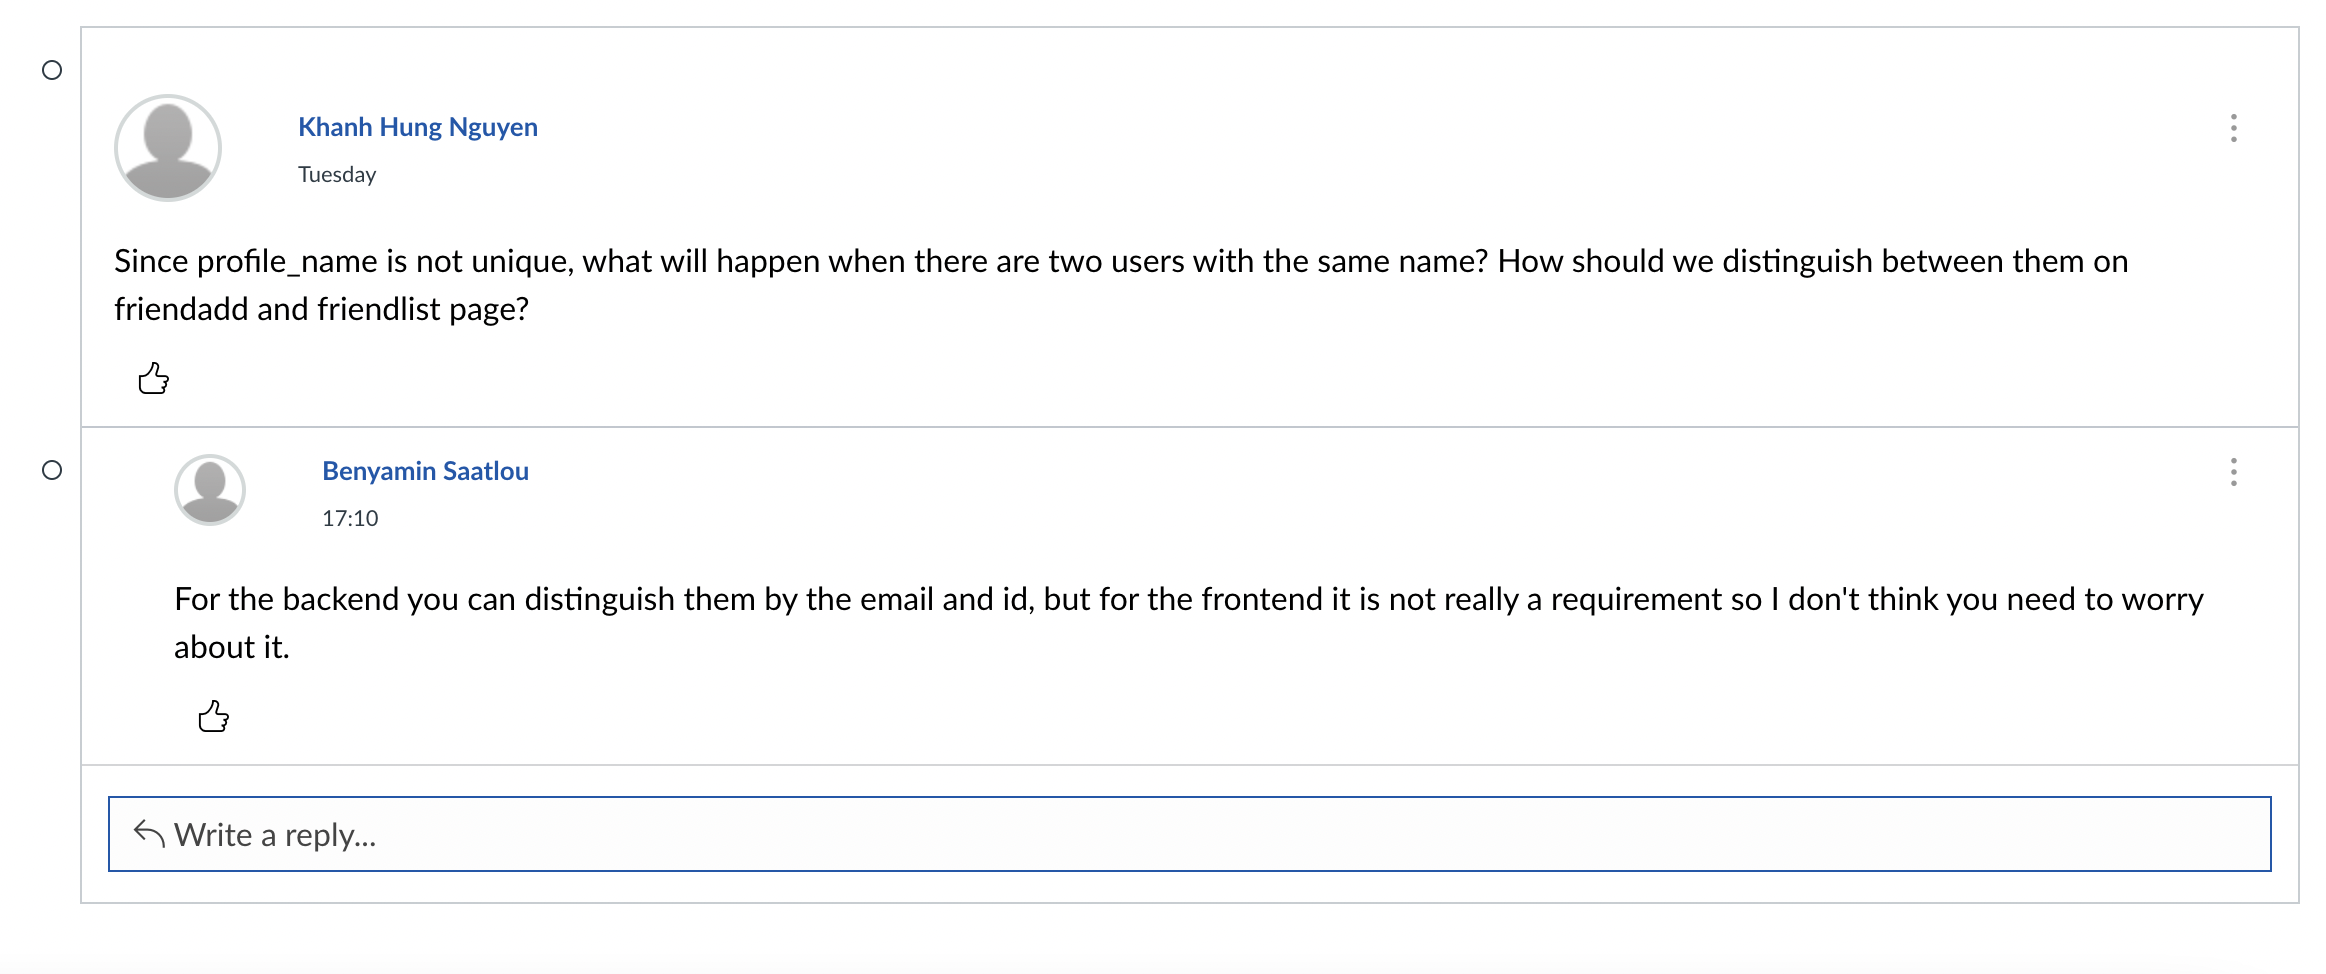 Khanh Hung Nguyen
Tuesday
Since profile_name is not unique, what will happen when there are two users with the same name? How should we distinguish between them on
friendadd and friendlist page?
Benyamin Saatlou
17:10
For the backend you can distinguish them by the email and id, but for the frontend it is not really a requirement so I don't think you need to worry
about it.
Write a reply...